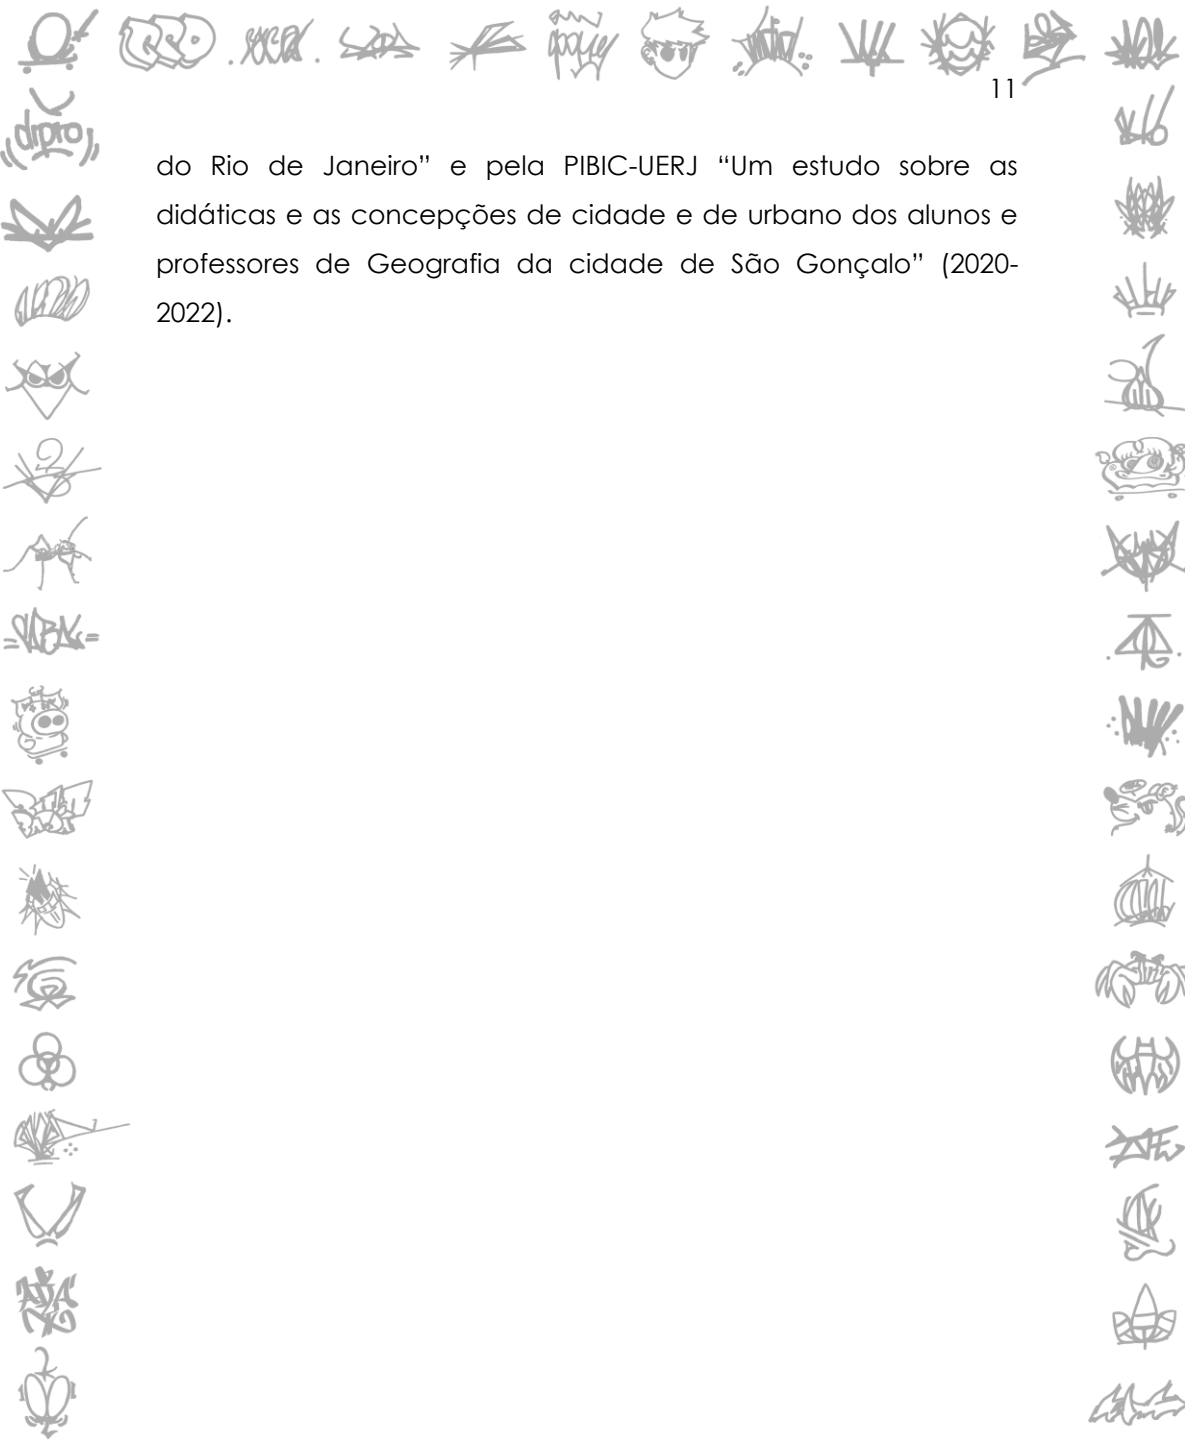 11
dipro
do Rio de Janeiro” e pela PIBIC-UERJ “Um estudo sobre as
didáticas e as concepções de cidade e de urbano dos alunos e
professores de Geografia da cidade de São Gonçalo” (2020-
2022).